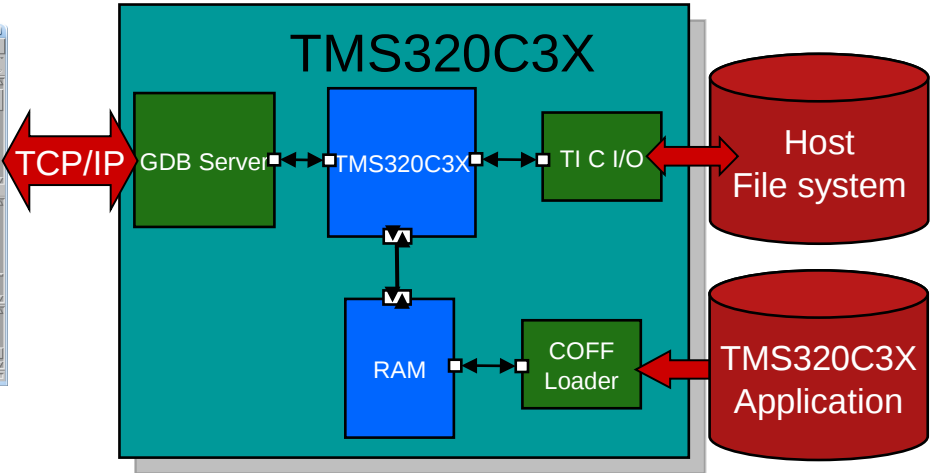 TMS320C3X
TCP/IP
GDB Server
TMS320C3X
TI C I/O
Host
File system
RAM
COFF
Loader
TMS320C3X
Application